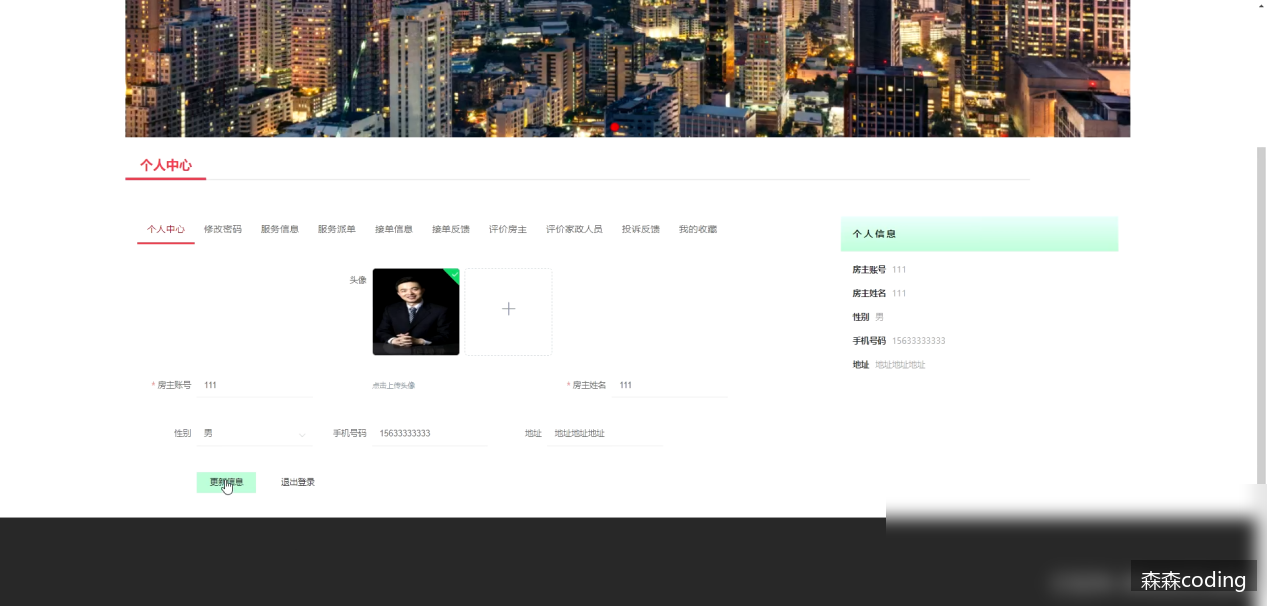 个人中心
个人中心 修改密码 服务信息 服务派单 接单信息 接单反馈 评价房主 评价家政人员 投诉反馈 我的收藏
个人信息
房主账号 111
房主姓名 111
性别 男
手机号码 15633333333
地址 地址地址地址
头像
* 房主账号 111
点击上传头像
* 房主姓名 111
性别 男
手机号码 15633333333
地址 地址地址地址
更新信息 退出登录
森森coding